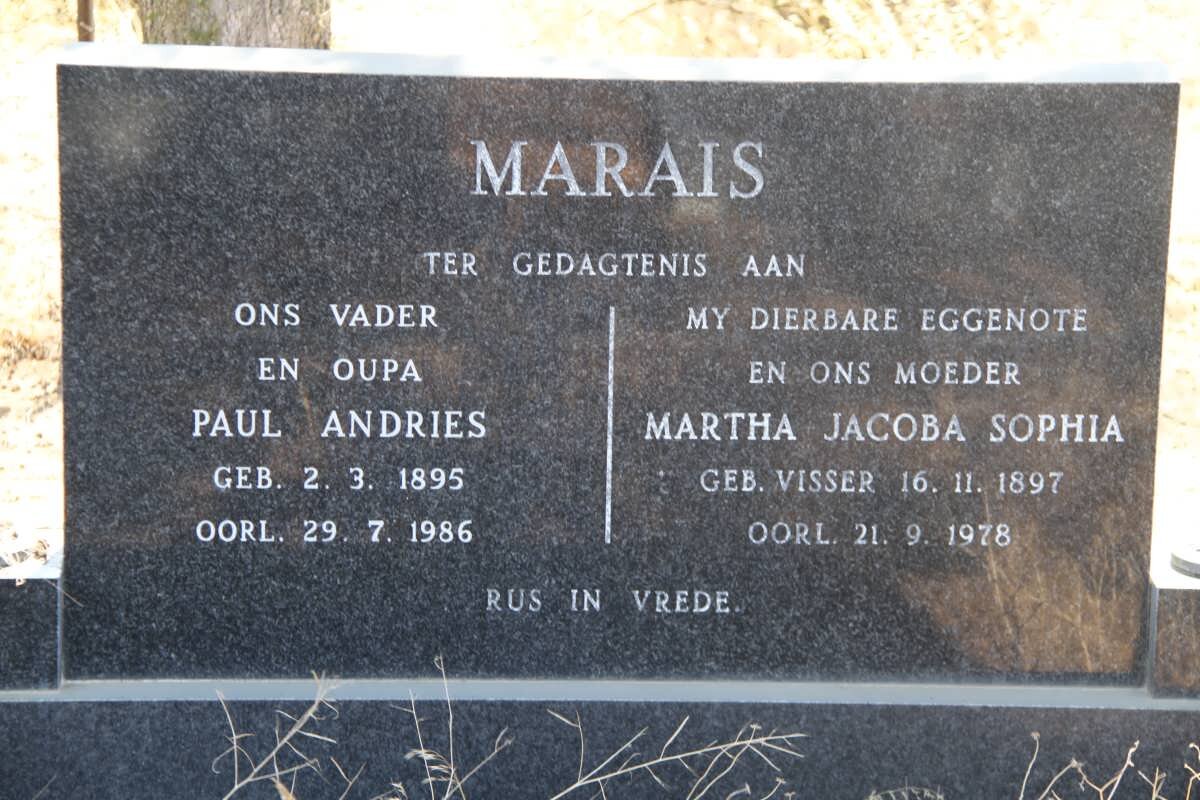 MARAIS
TER GEDAGTENIS AAN
ONS VADER
EN OUPA
PAUL ANDRIES
GEB. 2. 3. 1895
OORL. 29. 7. 1986
MY DIERBARE EGGENOTE
EN ONS MOEDER
MARTHA JACOBA SOPHIA
GEB. VISSER 16. 11. 1897
OORL. 21. 9. 1978
RUS IN VREDE.